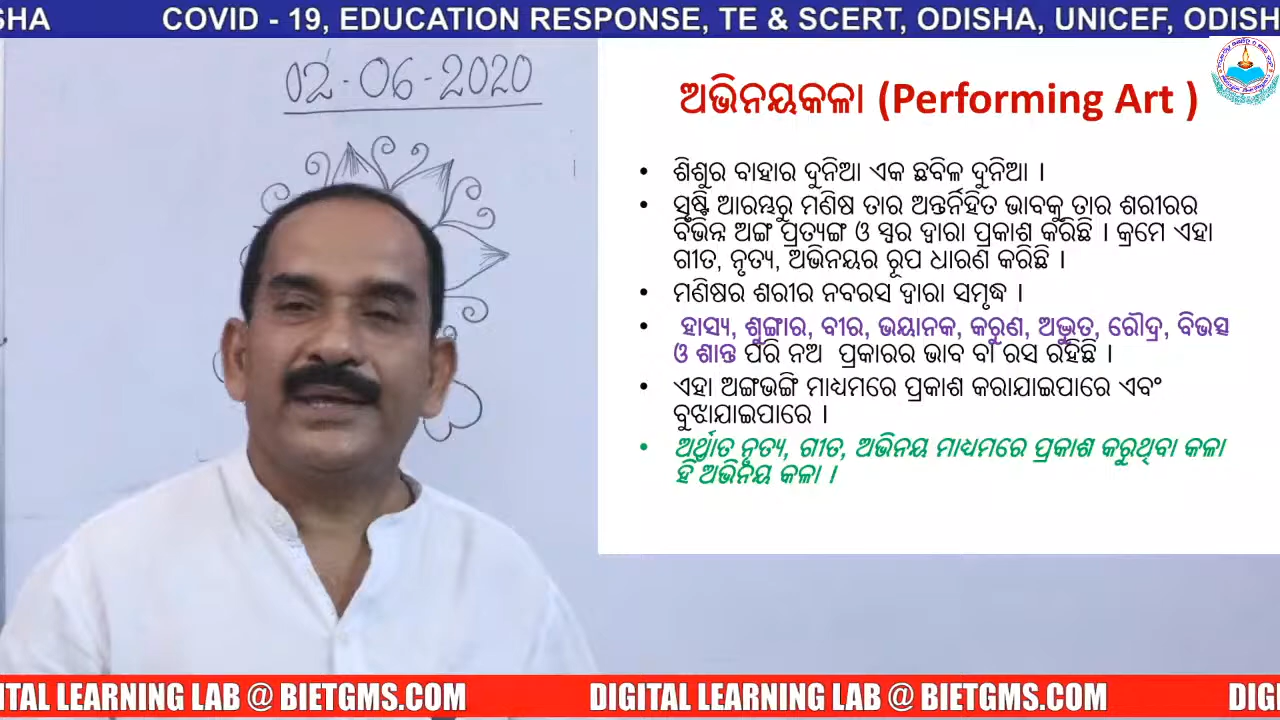 SHA COVID - 19, EDUCATION RESPONSE, TE & SCERT, ODISHA, UNICEF, ODISH
02-06-2020
ଅଭିନୟକଳା (Performing Art )
• ଶିଶୁର ବାହାର ଦୁନିଆ ଏକ ଛବିଳ ଦୁନିଆ ।
• ସୃଷ୍ଟି ଆରମ୍ଭରୁ ମଣିଷ ତାର ଅନ୍ତର୍ନିହିତ ଭାବକୁ ତାର ଶରୀରର
ବିଭିନ୍ନ ଅଙ୍ଗ ପ୍ରତ୍ୟଙ୍ଗ ଓ ସ୍ୱର ଦ୍ୱାରା ପ୍ରକାଶ କରିଛି । କ୍ରମେ ଏହା
ଗୀତ, ନୃତ୍ୟ, ଅଭିନୟର ରୂପ ଧାରଣ କରିଛି ।
• ମଣିଷର ଶରୀର ନବରସ ଦ୍ୱାରା ସମୃଦ୍ଧ ।
• ହାସ୍ୟ, ଶୃଙ୍ଗାର, ବୀର, ଭୟାନକ, କରୁଣ, ଅଦ୍ଭୁତ, ରୌଦ୍ର, ବିଭତ୍ସ
ଓ ଶାନ୍ତ ପରି ନଅ ପ୍ରକାରର ଭାବ ବା ରସ ରହିଛି ।
• ଏହା ଅଙ୍ଗଭଙ୍ଗି ମାଧ୍ୟମରେ ପ୍ରକାଶ କରାଯାଇପାରେ ଏବଂ
ବୁଝାଯାଇପାରେ ।
• ଅର୍ଥାତ ନୃତ୍ୟ, ଗୀତ, ଅଭିନୟ ମାଧ୍ୟମରେ ପ୍ରକାଶ କରୁଥିବା କଳା
ହିଁ ଅଭିନୟ କଳା ।
ITAL LEARNING LAB @ BIETGMS.COM DIGITAL LEARNING LAB @ BIETGMS.COM DIG